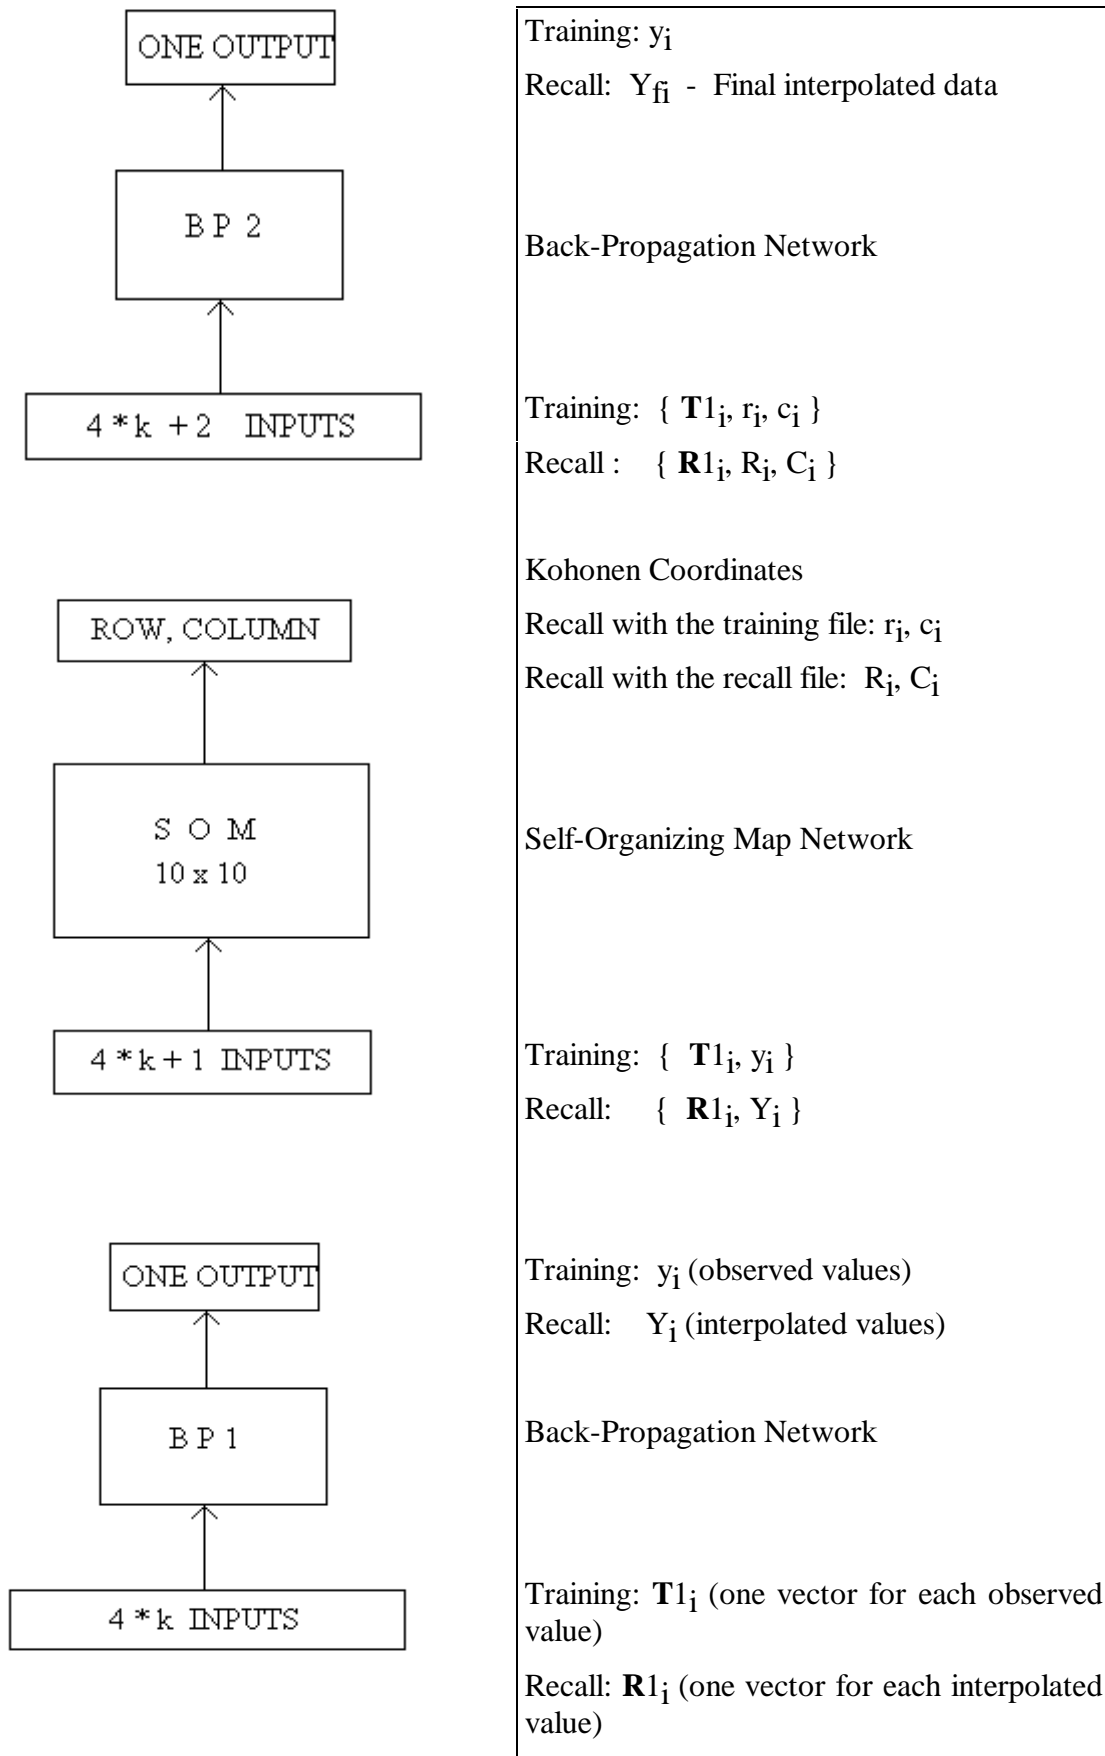 ONE OUTPUT
Training: yi
Recall: Yfi - Final interpolated data
B P 2
Back-Propagation Network
4 * k + 2 INPUTS
Training: { T1i, ri, ci }
Recall : { R1i, Ri, Ci }
Kohonen Coordinates
ROW, COLUMN
Recall with the training file: ri, ci
Recall with the recall file: Ri, Ci
S O M
10 x 10
Self-Organizing Map Network
4 * k + 1 INPUTS
Training: { T1i, yi }
Recall: { R1i, Yi }
ONE OUTPUT
Training: yi (observed values)
Recall: Yi (interpolated values)
B P 1
Back-Propagation Network
4 * k INPUTS
Training: T1i (one vector for each observed
value)
Recall: R1i (one vector for each interpolated
value)